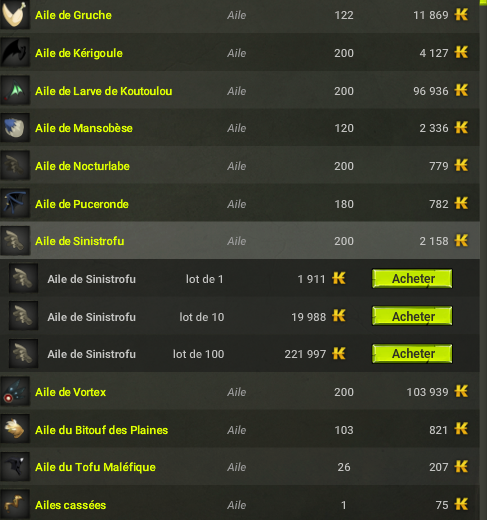 Aile de Gruche Aile 122 11 869
Aile de Kérigoule Aile 200 4 127
Aile de Larve de Koutoulou Aile 200 96 936
Aile de Mansobèse Aile 120 2 336
Aile de Nocturlabe Aile 200 779
Aile de Puceronde Aile 180 782
Aile de Sinistrofu Aile 200 2 158
Aile de Sinistrofu lot de 1 1 911 Acheter
Aile de Sinistrofu lot de 10 19 988 Acheter
Aile de Sinistrofu lot de 100 221 997 Acheter
Aile de Vortex Aile 200 103 939
Aile du Bitouf des Plaines Aile 103 821
Aile du Tofu Maléfique Aile 26 207
Ailes cassées Aile 1 75